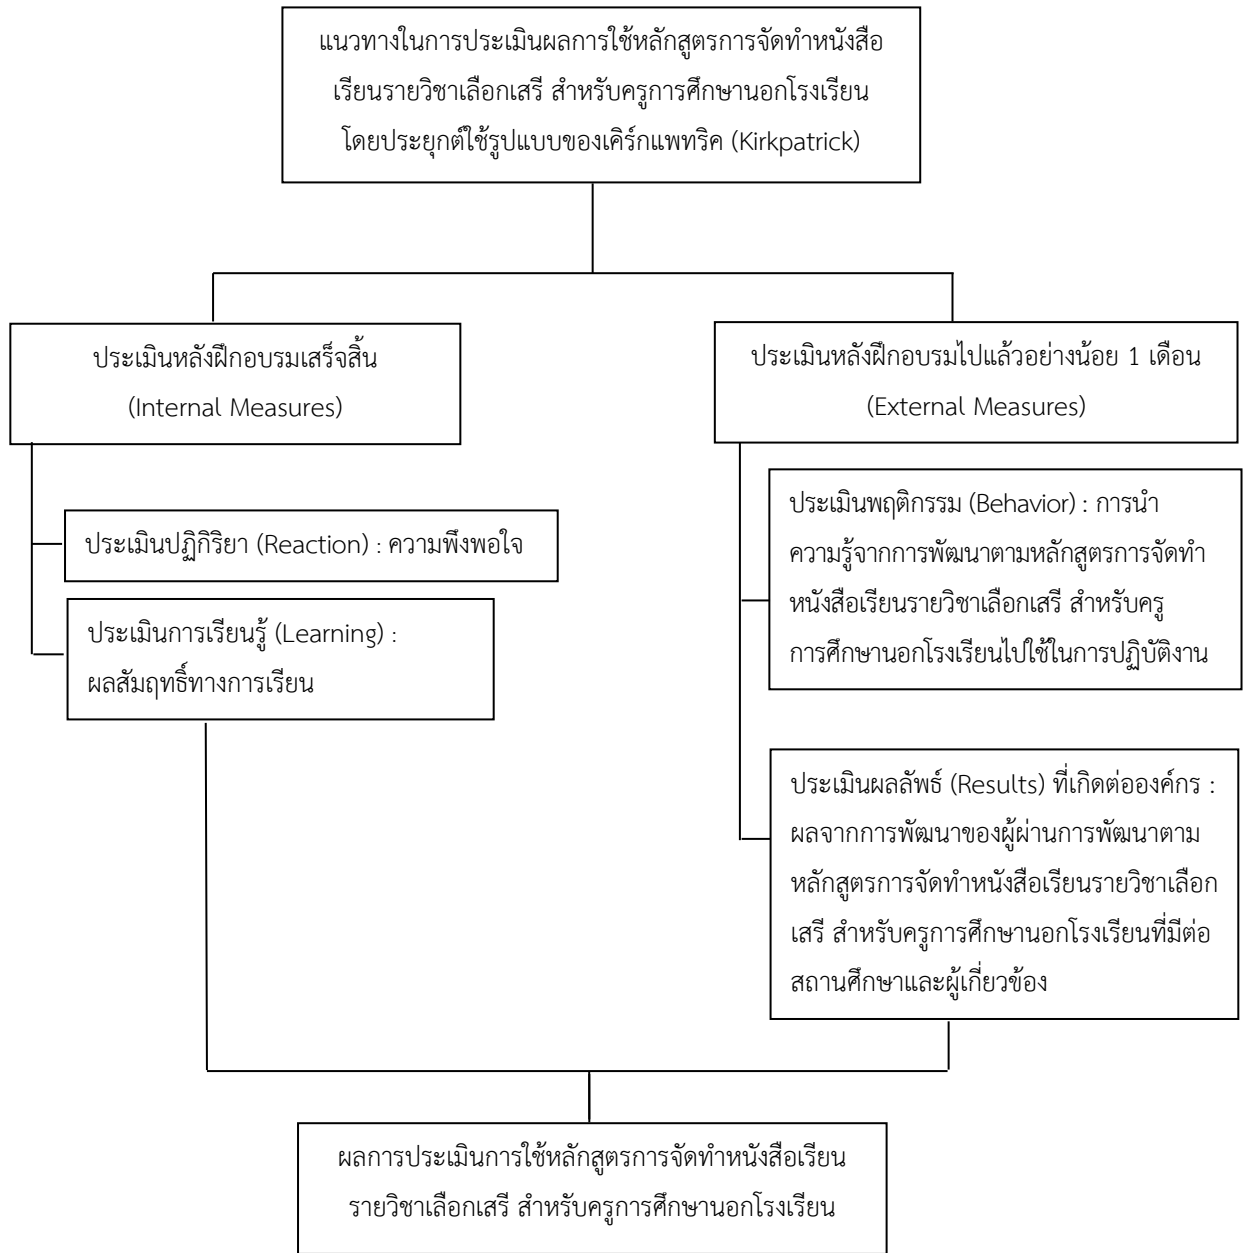 แนวทางในการประเมินผลการใช้หลักสูตรการจัดทำหนังสือ
เรียนรายวิชาเลือกเสรี สำหรับครูการศึกษานอกโรงเรียน
โดยประยุกต์ใช้รูปแบบของเคิร์กแพทริค (Kirkpatrick)
ประเมินหลังฝึกอบรมเสร็จสิ้น
(Internal Measures)
ประเมินปฏิกิริยา (Reaction) : ความพึงพอใจ
ประเมินการเรียนรู้ (Learning) :
ผลสัมฤทธิ์ทางการเรียน
ประเมินหลังฝึกอบรมไปแล้วอย่างน้อย 1 เดือน
(External Measures)
ประเมินพฤติกรรม (Behavior) : การนำ
ความรู้จากการพัฒนาตามหลักสูตรการจัดทำ
หนังสือเรียนรายวิชาเลือกเสรี สำหรับครู
การศึกษานอกโรงเรียนไปใช้ในการปฏิบัติงาน
ประเมินผลลัพธ์ (Results) ที่เกิดต่อองค์กร :
ผลจากการพัฒนาของผู้ผ่านการพัฒนาตาม
หลักสูตรการจัดทำหนังสือเรียนรายวิชาเลือก
เสรี สำหรับครูการศึกษานอกโรงเรียนที่มีต่อ
สถานศึกษาและผู้เกี่ยวข้อง
ผลการประเมินการใช้หลักสูตรการจัดทำหนังสือเรียน
รายวิชาเลือกเสรี สำหรับครูการศึกษานอกโรงเรียน